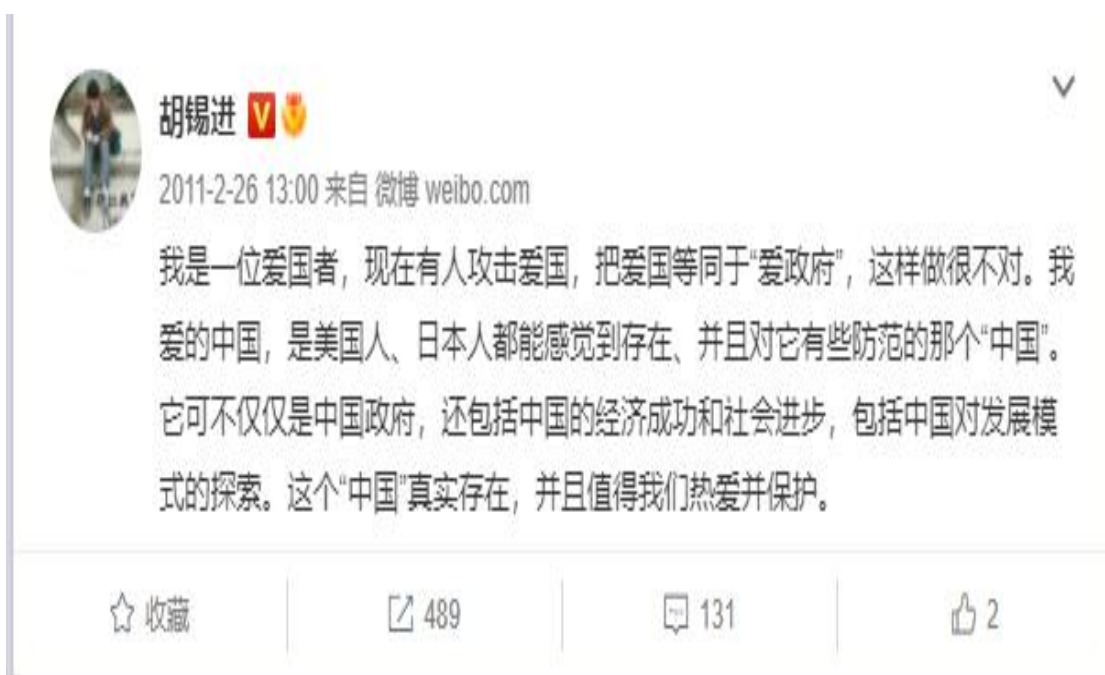 胡锡进
2011-2-26 13:00 来自 微博 weibo.com
我是一位爱国者，现在有人攻击爱国，把爱国等同于“爱政府”，这样做很不对。我
爱的中国，是美国人、日本人都能感觉到存在、并且对它有些防范的那个“中国”。
它可不仅仅是中国政府，还包括中国的经济成功和社会进步，包括中国对发展模
式的探索。这个“中国”真实存在，并且值得我们热爱并保护。
收藏 489 131 2